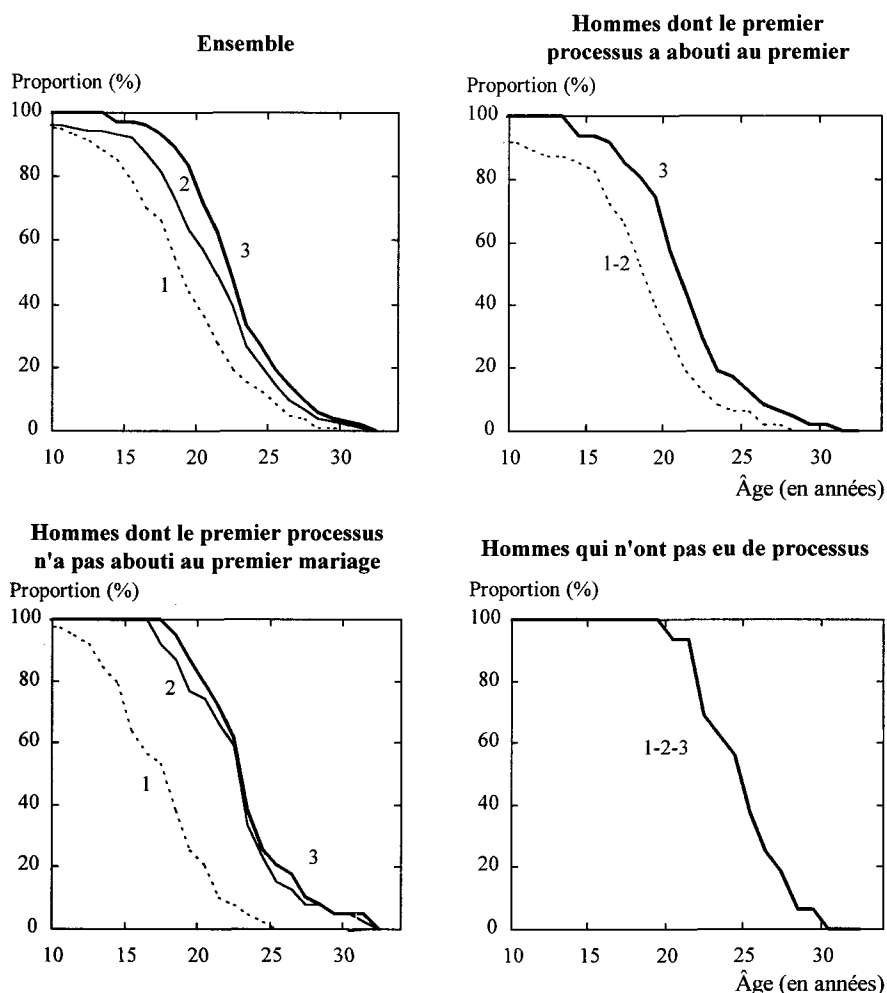 Ensemble
Proportion (%)
100
80
60
40
20
0
1
2
3
10 15 20 25 30
Hommes dont le premier
processus a abouti au premier
Proportion (%)
100
80
60
40
20
0
3
1-2
10 15 20 25 30
Âge (en années)
Hommes dont le premier processus
n'a pas abouti au premier mariage
Proportion (%)
100
80
60
40
20
0
2
1
3
10 15 20 25 30
Hommes qui n'ont pas eu de processus
Proportion (%)
100
80
60
40
20
0
1-2-3
10 15 20 25 30
Âge (en années)